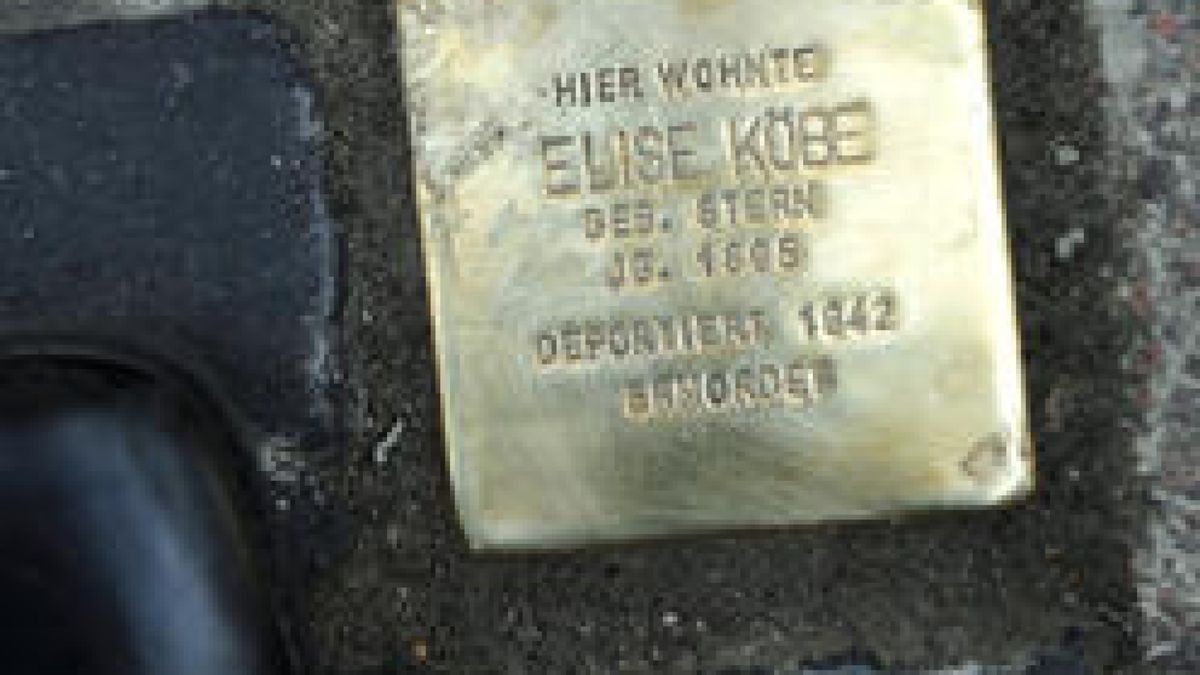 HIER WOHNTE
ELISE KÖBE
GEB. STERN
JG.
DEPORTIERT 1942
ERMORDET